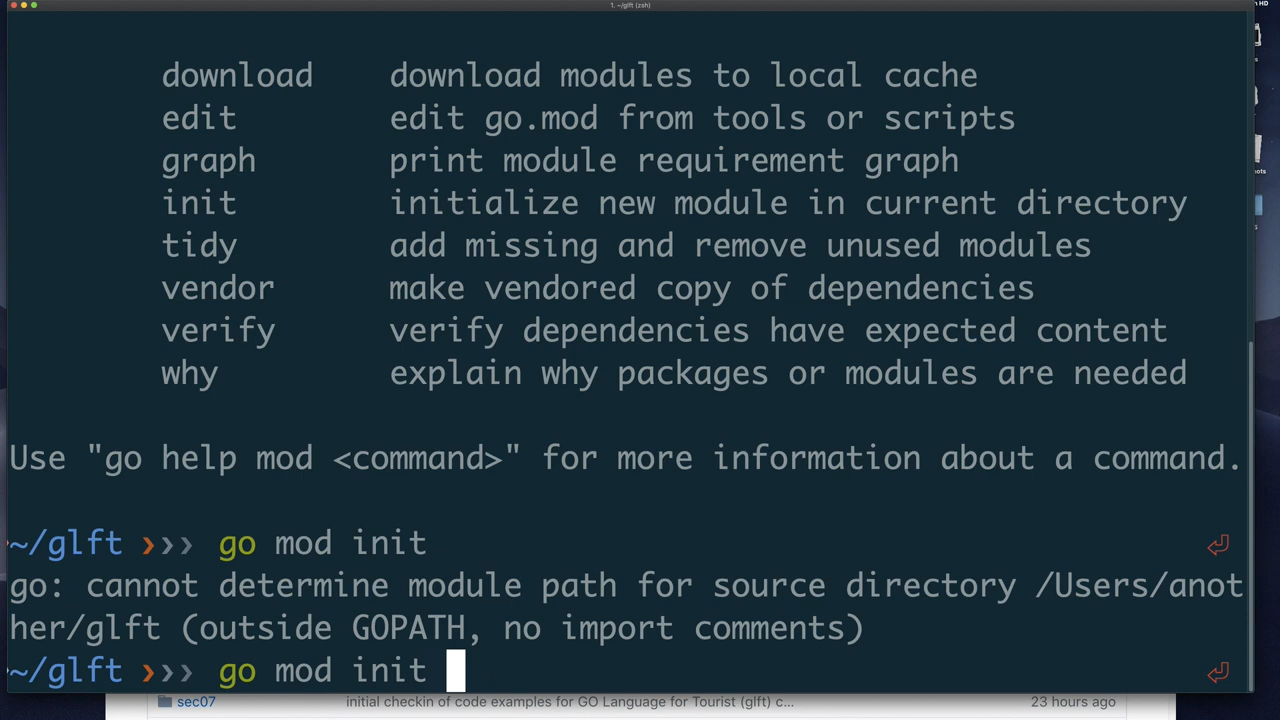 1. ~/glft (zsh)
download download modules to local cache
edit edit go.mod from tools or scripts
graph print module requirement graph
init initialize new module in current directory
tidy add missing and remove unused modules
vendor make vendored copy of dependencies
verify verify dependencies have expected content
why explain why packages or modules are needed
Use "go help mod <command>" for more information about a command.
~/glft ❯❯❯ go mod init
go: cannot determine module path for source directory /Users/anot
her/glft (outside GOPATH, no import comments)
~/glft ❯❯❯ go mod init
sec07 initial checkin of code examples for GO Language for Tourist (glft) c... 23 hours ago